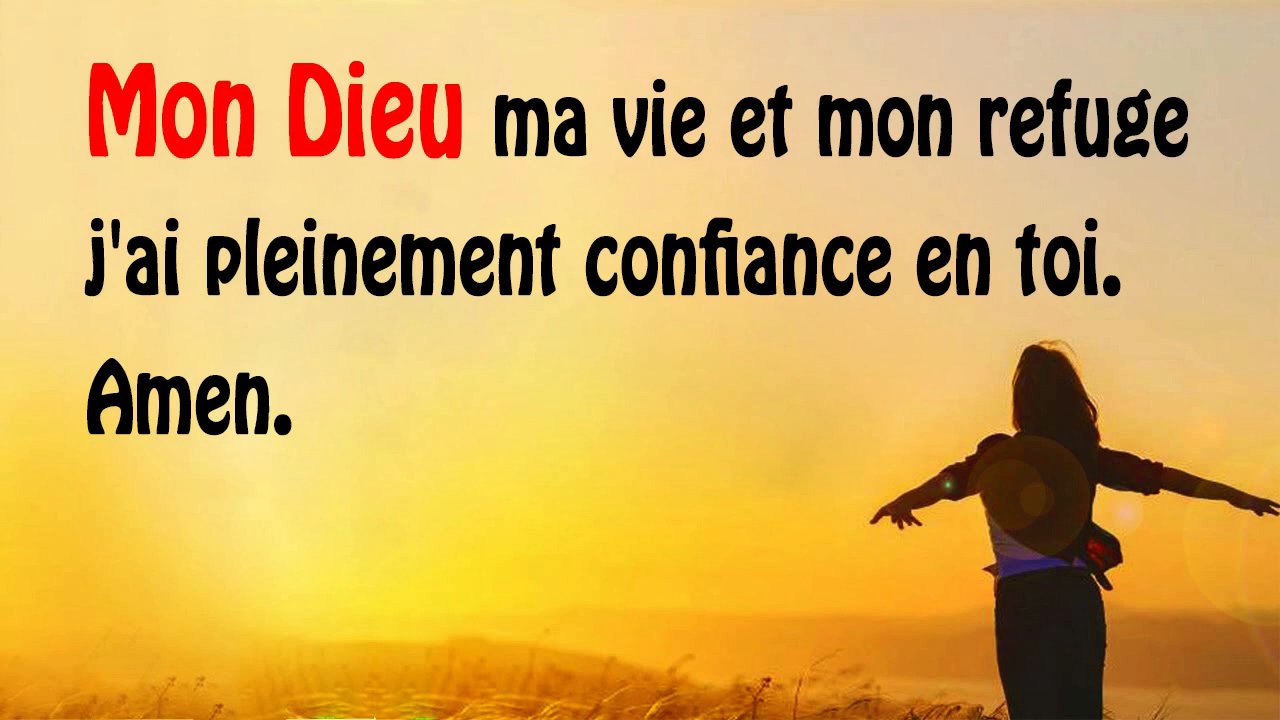 Mon Dieu ma vie et mon refuge
j'ai pleinement confiance en toi.
Amen.